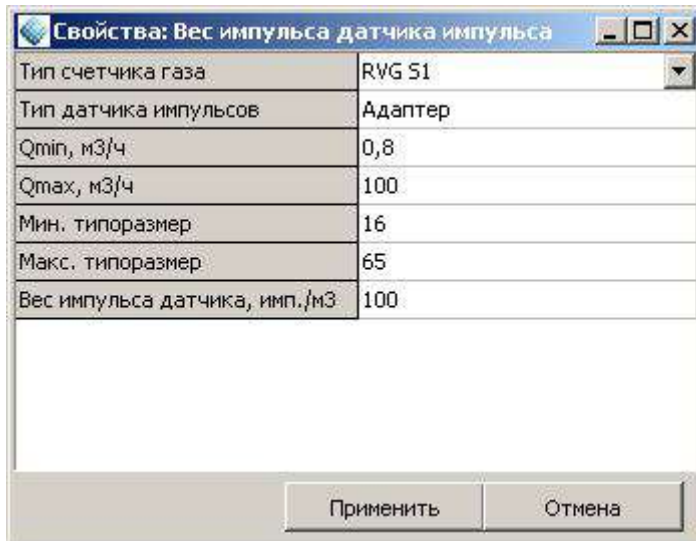 Свойства: Вес импульса датчика импульса
Тип счетчика газа RVG S1
Тип датчика импульсов Адаптер
Qmin, м3/ч 0,8
Qmax, м3/ч 100
Мин. типоразмер 16
Макс. типоразмер 65
Вес импульса датчика, имп./м3 100
Применить Отмена